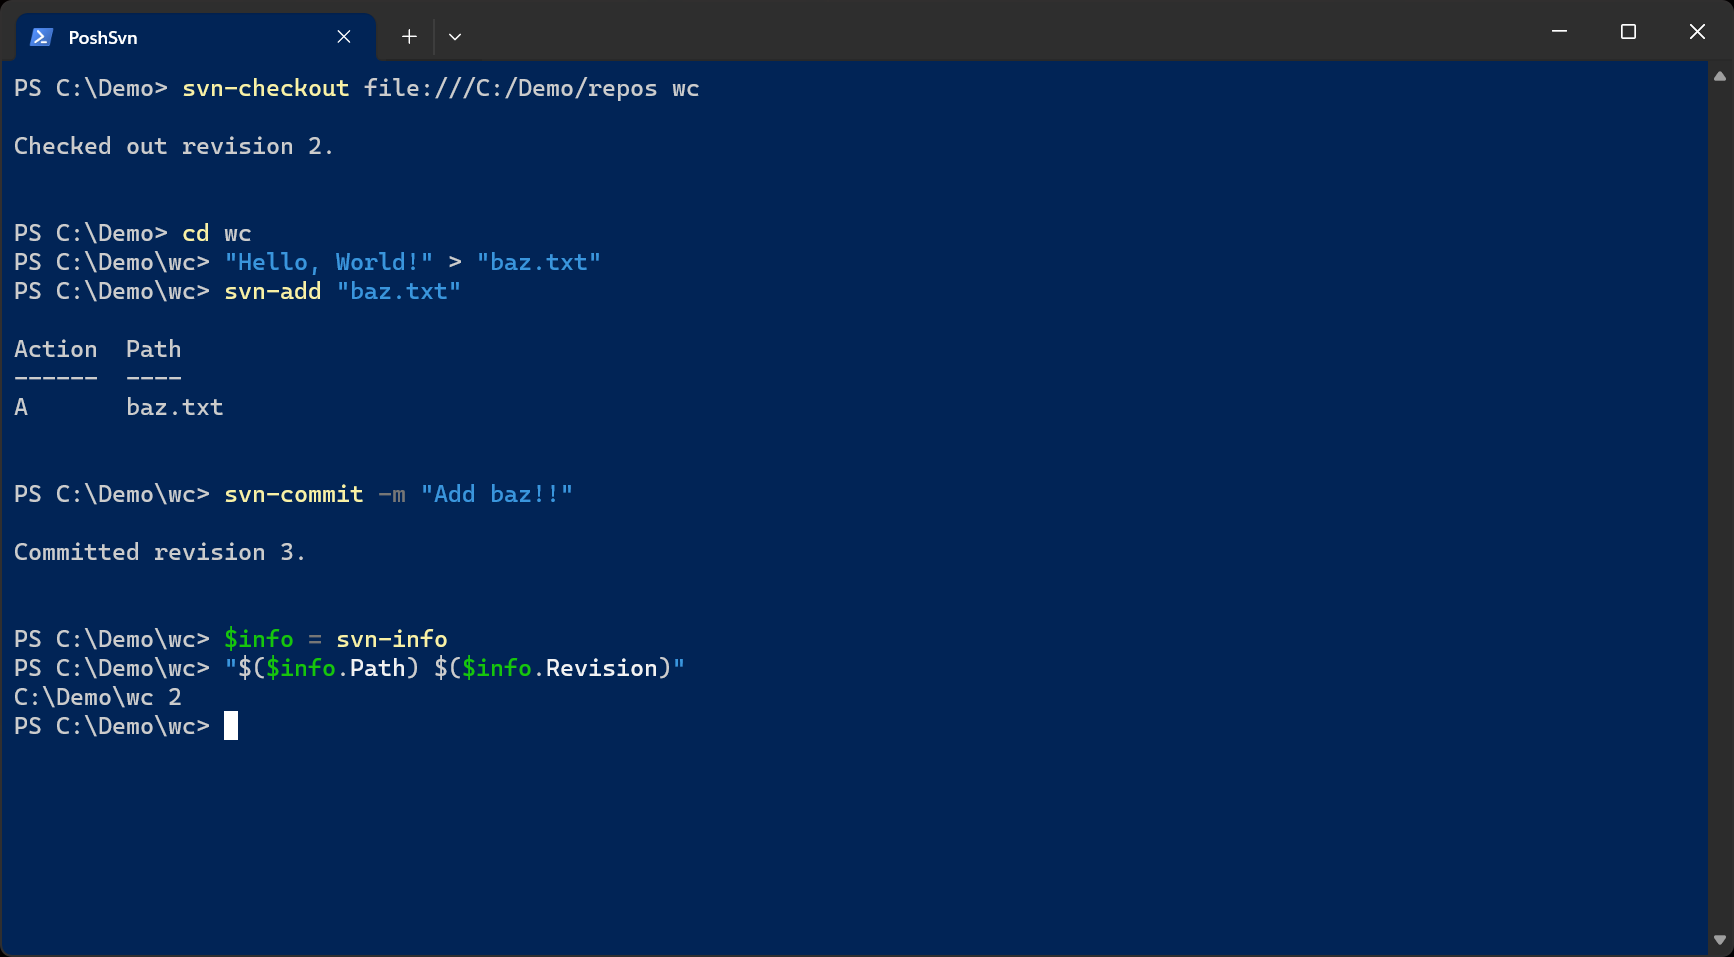 PoshSvn
PS C:\Demo> svn-checkout file:///C:/Demo/repos wc
Checked out revision 2.
PS C:\Demo> cd wc
PS C:\Demo\wc> "Hello, World!" > "baz.txt"
PS C:\Demo\wc> svn-add "baz.txt"
Action  Path
------  ----
A       baz.txt
PS C:\Demo\wc> svn-commit -m "Add baz!!"
Committed revision 3.
PS C:\Demo\wc> $info = svn-info
PS C:\Demo\wc> "$($info.Path) $($info.Revision)"
C:\Demo\wc 2
PS C:\Demo\wc>